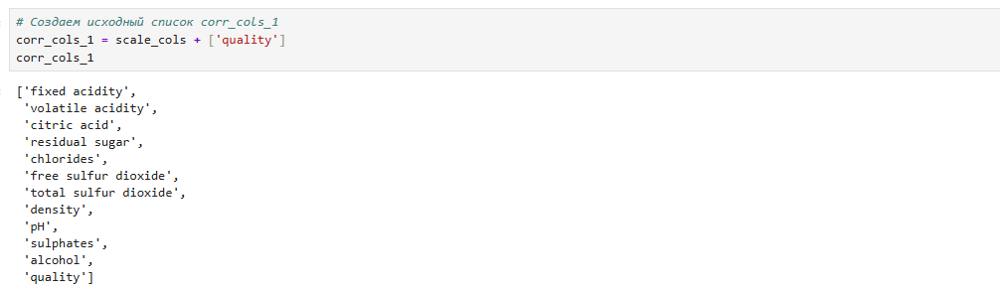 # Создаем исходный список corr_cols_1
corr_cols_1 = scale_cols + ['quality']
corr_cols_1
['fixed acidity',
'volatile acidity',
'citric acid',
'residual sugar',
'chlorides',
'free sulfur dioxide',
'total sulfur dioxide',
'density',
'pH',
'sulphates',
'alcohol',
'quality']